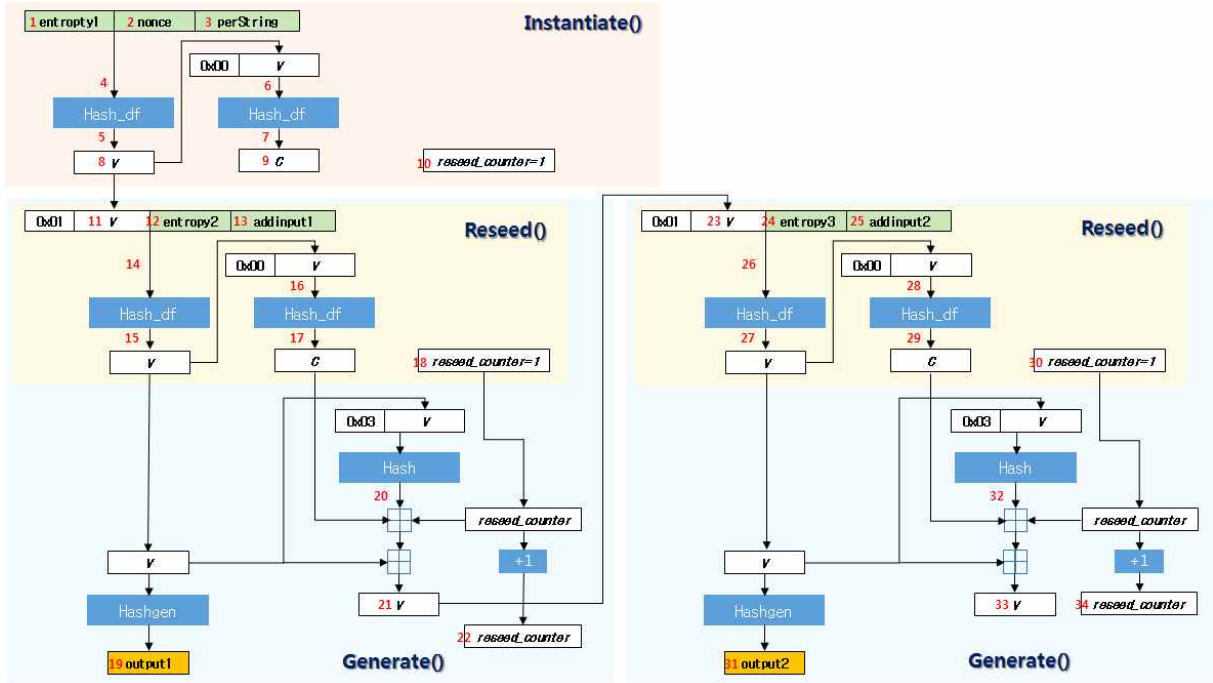 1 entropty1 2 nonce 3 perString
Instantiate()
0x00 V
4 6
Hash_df Hash_df
5 7
8 V 9 C 10 reseed_counter=1
0x01 11 V 12 entropy2 13 addinput1
Reseed()
0x00 V
14 16
Hash_df Hash_df
15 17
V C 18 reseed_counter=1
0x03 V
Hash
20
reseed_counter
V +1
Hashgen 21 V
22 reseed_counter
19 output1 Generate()
0x01 23 V 24 entropy3 25 addinput2
Reseed()
0x00 V
26 28
Hash_df Hash_df
27 29
V C 30 reseed_counter=1
0x03 V
Hash
32
reseed_counter
V +1
Hashgen 33 V 34 reseed_counter
31 output2 Generate()